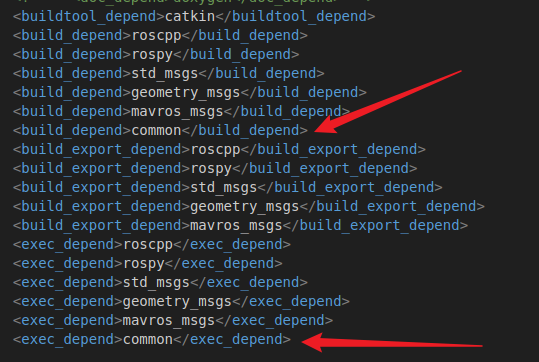 <buildtool_depend>catkin</buildtool_depend>
<build_depend>roscpp</build_depend>
<build_depend>rospy</build_depend>
<build_depend>std_msgs</build_depend>
<build_depend>geometry_msgs</build_depend>
<build_depend>mavros_msgs</build_depend>
<build_depend>common</build_depend>
<build_export_depend>roscpp</build_export_depend>
<build_export_depend>rospy</build_export_depend>
<build_export_depend>std_msgs</build_export_depend>
<build_export_depend>geometry_msgs</build_export_depend>
<build_export_depend>mavros_msgs</build_export_depend>
<exec_depend>roscpp</exec_depend>
<exec_depend>rospy</exec_depend>
<exec_depend>std_msgs</exec_depend>
<exec_depend>geometry_msgs</exec_depend>
<exec_depend>mavros_msgs</exec_depend>
<exec_depend>common</exec_depend>